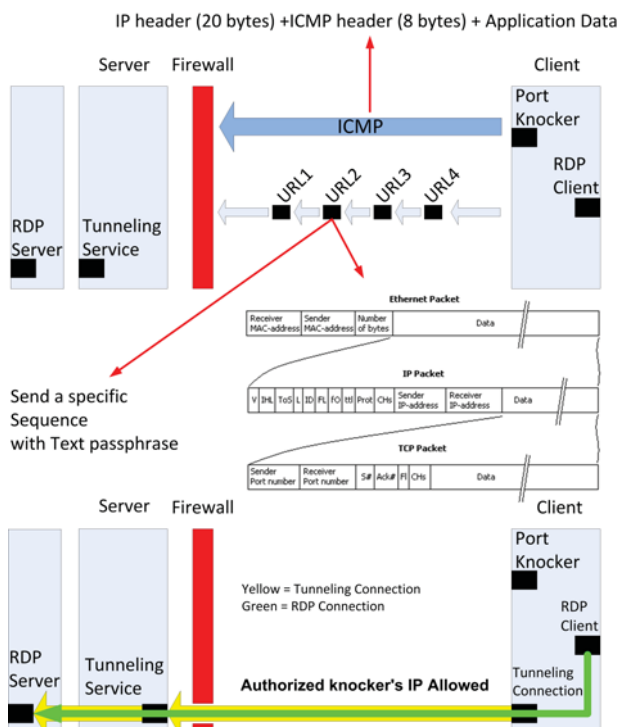 IP header (20 bytes) +ICMP header (8 bytes) + Application Data
Server
Firewall
Client
Port
Knocker
ICMP
RDP
Client
URL1
URL2
URL3
URL4
RDP
Server
Tunneling
Service
Ethernet Packet
Receiver
MAC-address
Sender
MAC-address
Number
of bytes
Data
IP Packet
V
IHL
ToS
L
ID
FL
fO
ttl
Prot
CHs
Sender
IP-address
Receiver
IP-address
Data
Send a specific
Sequence
with Text passphrase
TCP Packet
Sender
Port number
Receiver
Port number
S#
Ack#
Fl
CHs
Data
Server
Firewall
Client
Port
Knocker
Yellow = Tunneling Connection
Green = RDP Connection
RDP
Client
RDP
Server
Tunneling
Service
Authorized knocker's IP Allowed
Tunneling
Connection